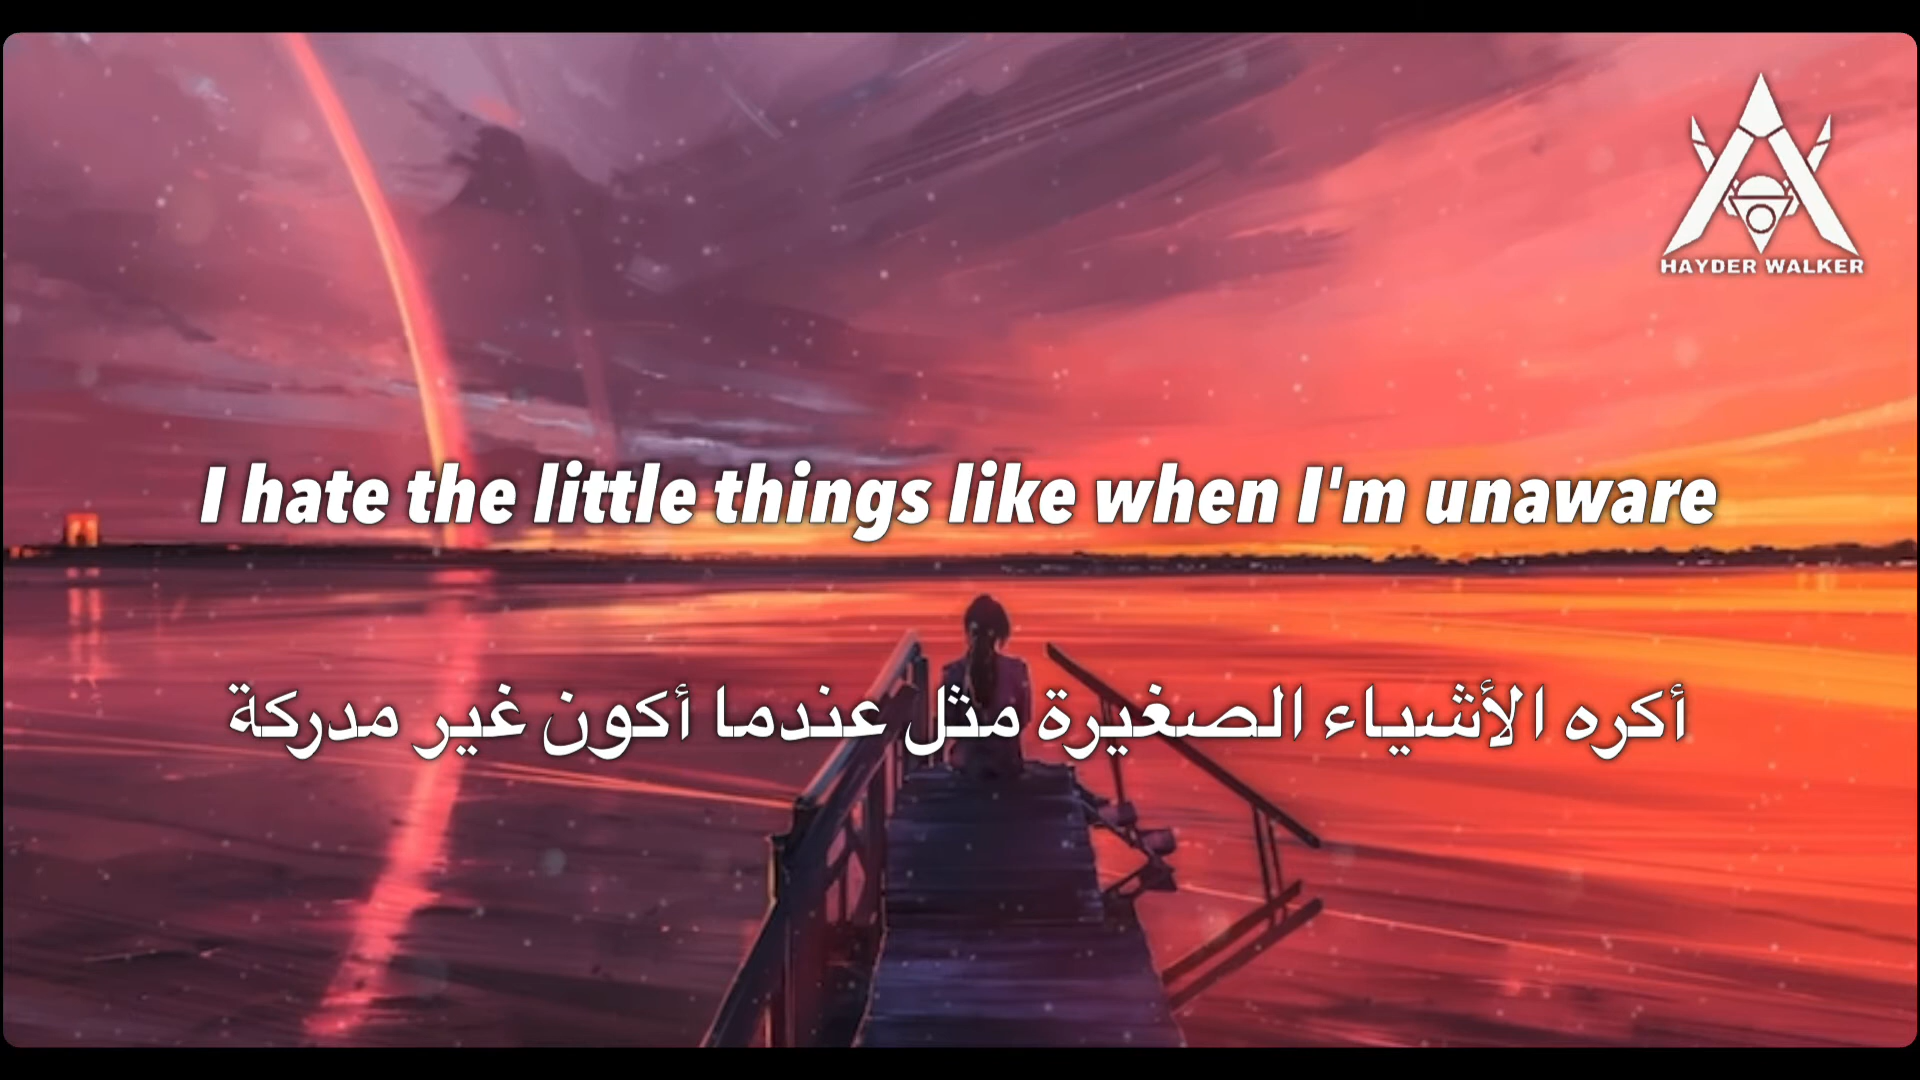 HAYDER WALKER
I hate the little things like when I'm unaware
أكره الأشياء الصغيرة مثل عندما أكون غير مدركة